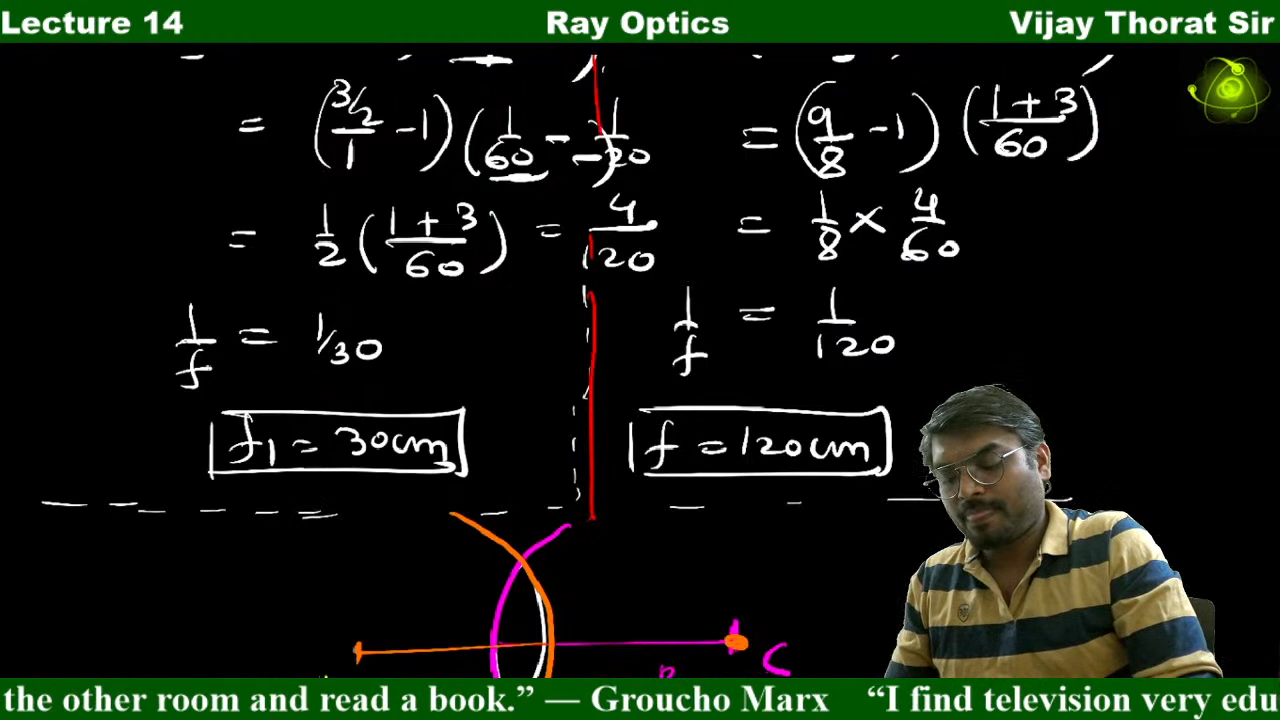 Lecture 14 Ray Optics Vijay Thorat Sir
= (3/2/1 - 1) (1/60 - 1/-20) = (9/8 - 1) (1 + 3/60)
= 1/2 (1 + 3/60) = 4/120 = 1/8 × 4/60
1/f = 1/30 1/f = 1/120
f1 = 30cm f = 120cm
C
the other room and read a book.” — Groucho Marx “I find television very edu